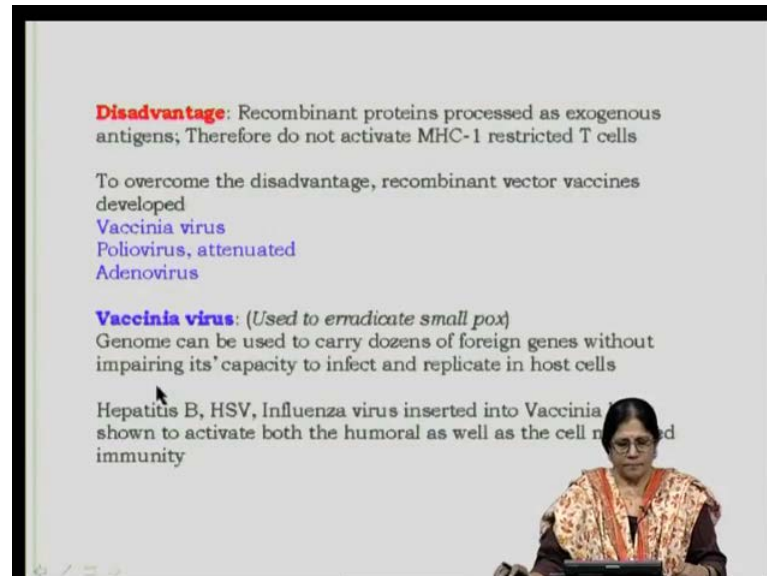 Disadvantage: Recombinant proteins processed as exogenous
antigens; Therefore do not activate MHC-1 restricted T cells
To overcome the disadvantage, recombinant vector vaccines
developed
Vaccinia virus
Poliovirus, attenuated
Adenovirus
Vaccinia virus: (Used to erradicate small pox)
Genome can be used to carry dozens of foreign genes without
impairing its' capacity to infect and replicate in host cells
Hepatitis B, HSV, Influenza virus inserted into Vaccinia
shown to activate both the humoral as well as the cell
immunity